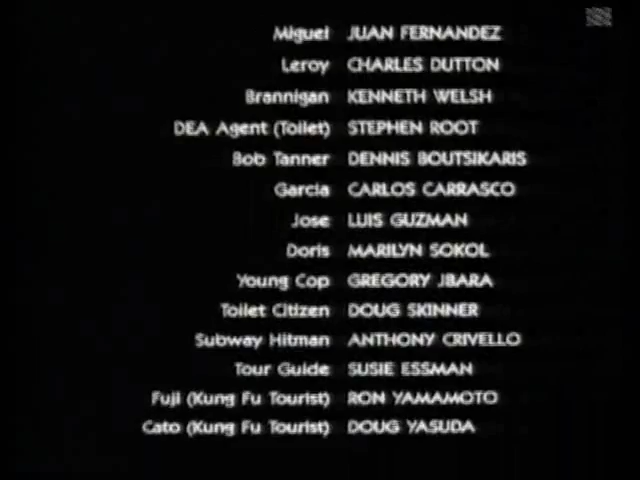 Miguel JUAN FERNANDEZ
Leroy CHARLES DUTTON
Brannigan KENNETH WELSH
DEA Agent (Toilet) STEPHEN ROOT
Bob Tanner DENNIS BOUTSIKARIS
Garcia CARLOS CARRASCO
Jose LUIS GUZMAN
Doris MARILYN SOKOL
Young Cop GREGORY JBARA
Toilet Citizen DOUG SKINNER
Subway Hitman ANTHONY CRIVELLO
Tour Guide SUSIE ESSMAN
Fuji (Kung Fu Tourist) RON YAMAMOTO
Cato (Kung Fu Tourist) DOUG YASUDA